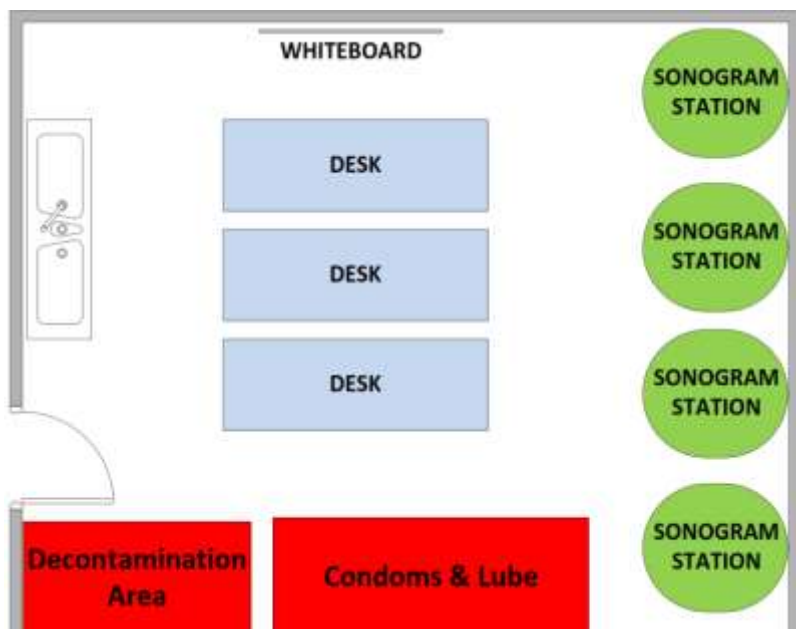 WHITEBOARD
SONOGRAM
STATION
DESK
SONOGRAM
STATION
DESK
DESK
SONOGRAM
STATION
SONOGRAM
STATION
Decontamination
Area
Condoms & Lube